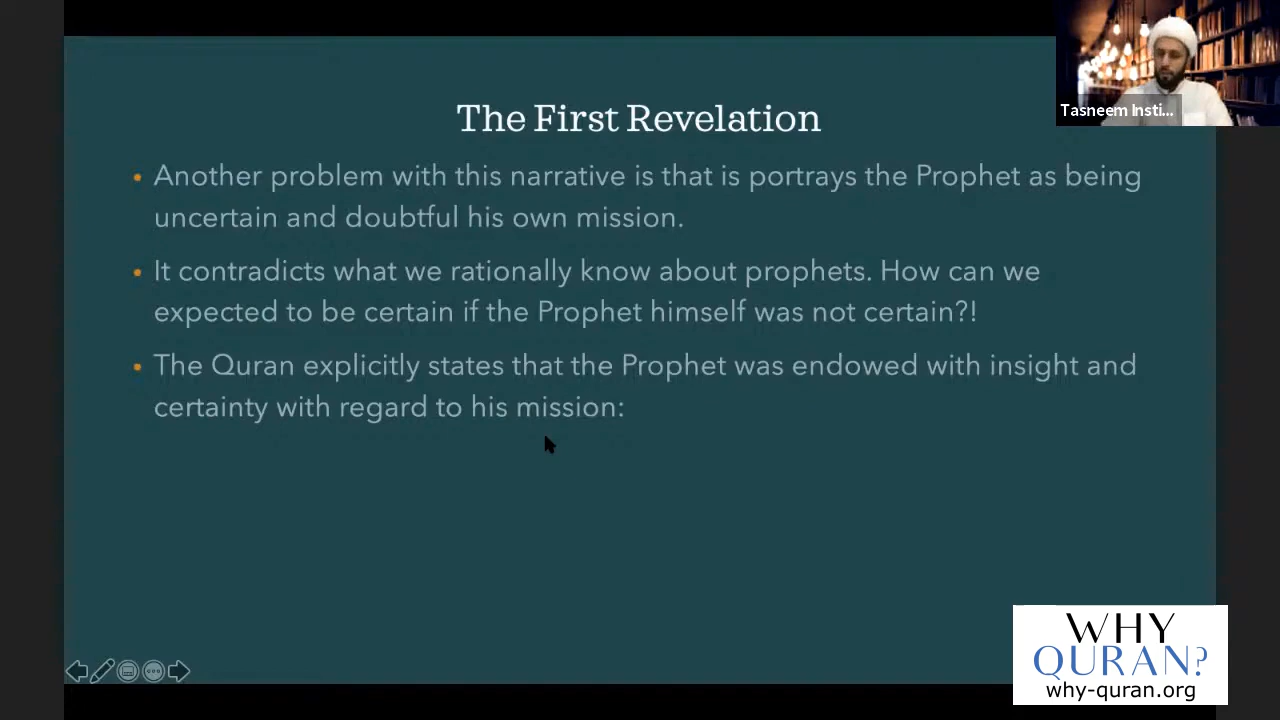 The First Revelation
Another problem with this narrative is that is portrays the Prophet as being
uncertain and doubtful his own mission.
It contradicts what we rationally know about prophets. How can we
expected to be certain if the Prophet himself was not certain?!
The Quran explicitly states that the Prophet was endowed with insight and
certainty with regard to his mission:
Tasneem Insti...
WHY
QURAN?
why-quran.org